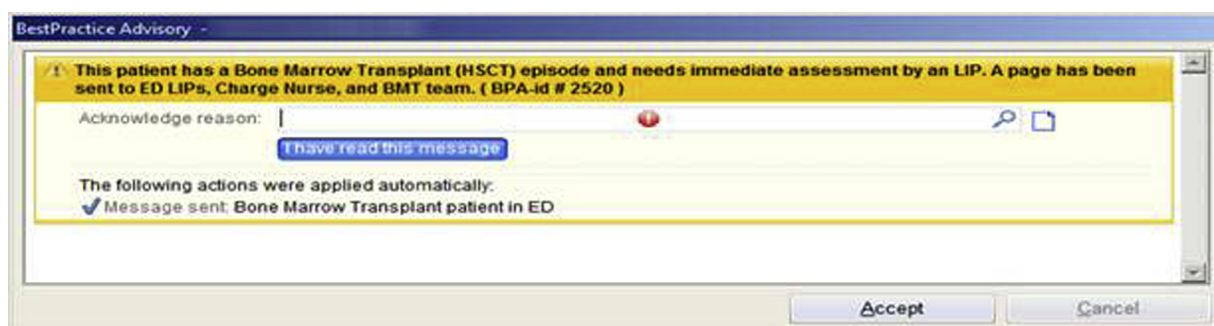 BestPractice Advisory -
This patient has a Bone Marrow Transplant (HSCT) episode and needs immediate assessment by an LIP. A page has been
sent to ED LIPs, Charge Nurse, and BMT team. ( BPA-id # 2520 )
Acknowledge reason:
I have read this message
The following actions were applied automatically:
Message sent: Bone Marrow Transplant patient in ED
Accept Cancel